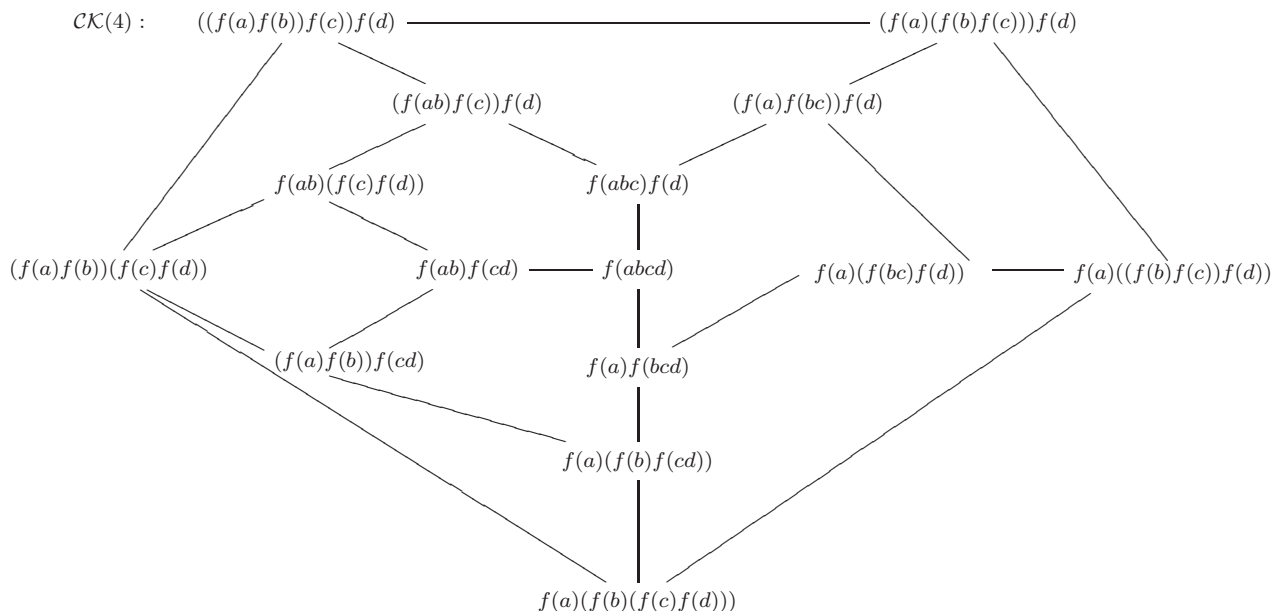 𝒞𝒦(4) : ((f(a)f(b))f(c))f(d) (f(a)(f(b)f(c)))f(d)
(f(ab)f(c))f(d) (f(a)f(bc))f(d)
f(ab)(f(c)f(d)) f(abc)f(d)
(f(a)f(b))(f(c)f(d)) f(ab)f(cd) f(abcd) f(a)(f(bc)f(d)) f(a)((f(b)f(c))f(d))
(f(a)f(b))f(cd) f(a)f(bcd)
f(a)(f(b)f(cd))
f(a)(f(b)(f(c)f(d)))